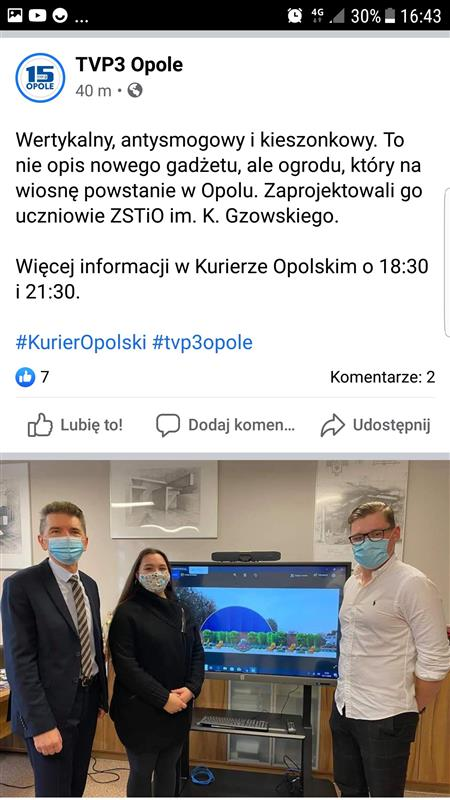 ... 4G 30% 16:43
15
OPOLE
TVP3 Opole
40 m •
Wertykalny, antysmogowy i kieszonkowy. To
nie opis nowego gadżetu, ale ogrodu, który na
wiosnę powstanie w Opolu. Zaprojektowali go
uczniowie ZSTiO im. K. Gzowskiego.
Więcej informacji w Kurierze Opolskim o 18:30
i 21:30.
#KurierOpolski #tvp3opole
7 Komentarze: 2
Lubię to! Dodaj komen... Udostępnij